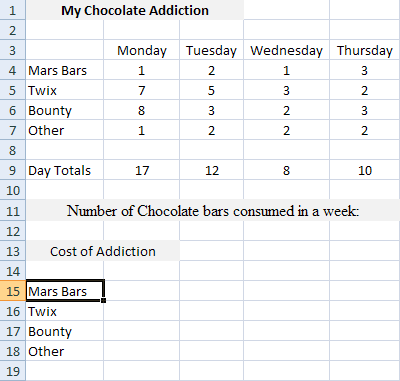 1 My Chocolate Addiction
2
3 Monday Tuesday Wednesday Thursday
4 Mars Bars 1 2 1 3
5 Twix 7 5 3 2
6 Bounty 8 3 2 3
7 Other 1 2 2 2
8
9 Day Totals 17 12 8 10
10
11 Number of Chocolate bars consumed in a week:
12
13 Cost of Addiction
14
15 Mars Bars
16 Twix
17 Bounty
18 Other
19